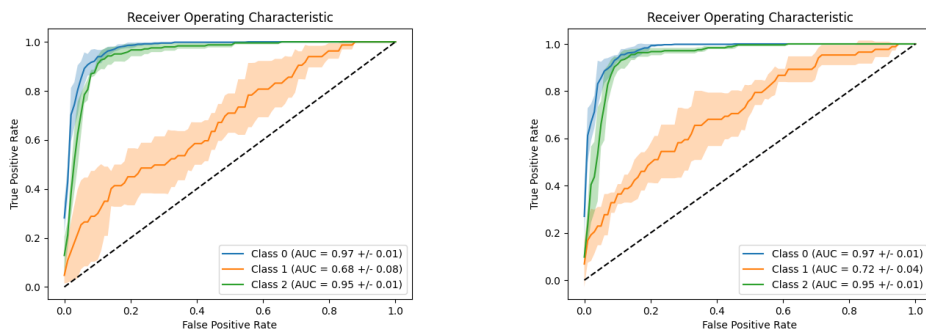 Receiver Operating Characteristic
True Positive Rate
1.0
0.8
0.6
0.4
0.2
0.0
Class 0 (AUC = 0.97 +/- 0.01)
Class 1 (AUC = 0.68 +/- 0.08)
Class 2 (AUC = 0.95 +/- 0.01)
0.0 0.2 0.4 0.6 0.8 1.0
False Positive Rate
Receiver Operating Characteristic
True Positive Rate
1.0
0.8
0.6
0.4
0.2
0.0
Class 0 (AUC = 0.97 +/- 0.01)
Class 1 (AUC = 0.72 +/- 0.04)
Class 2 (AUC = 0.95 +/- 0.01)
0.0 0.2 0.4 0.6 0.8 1.0
False Positive Rate